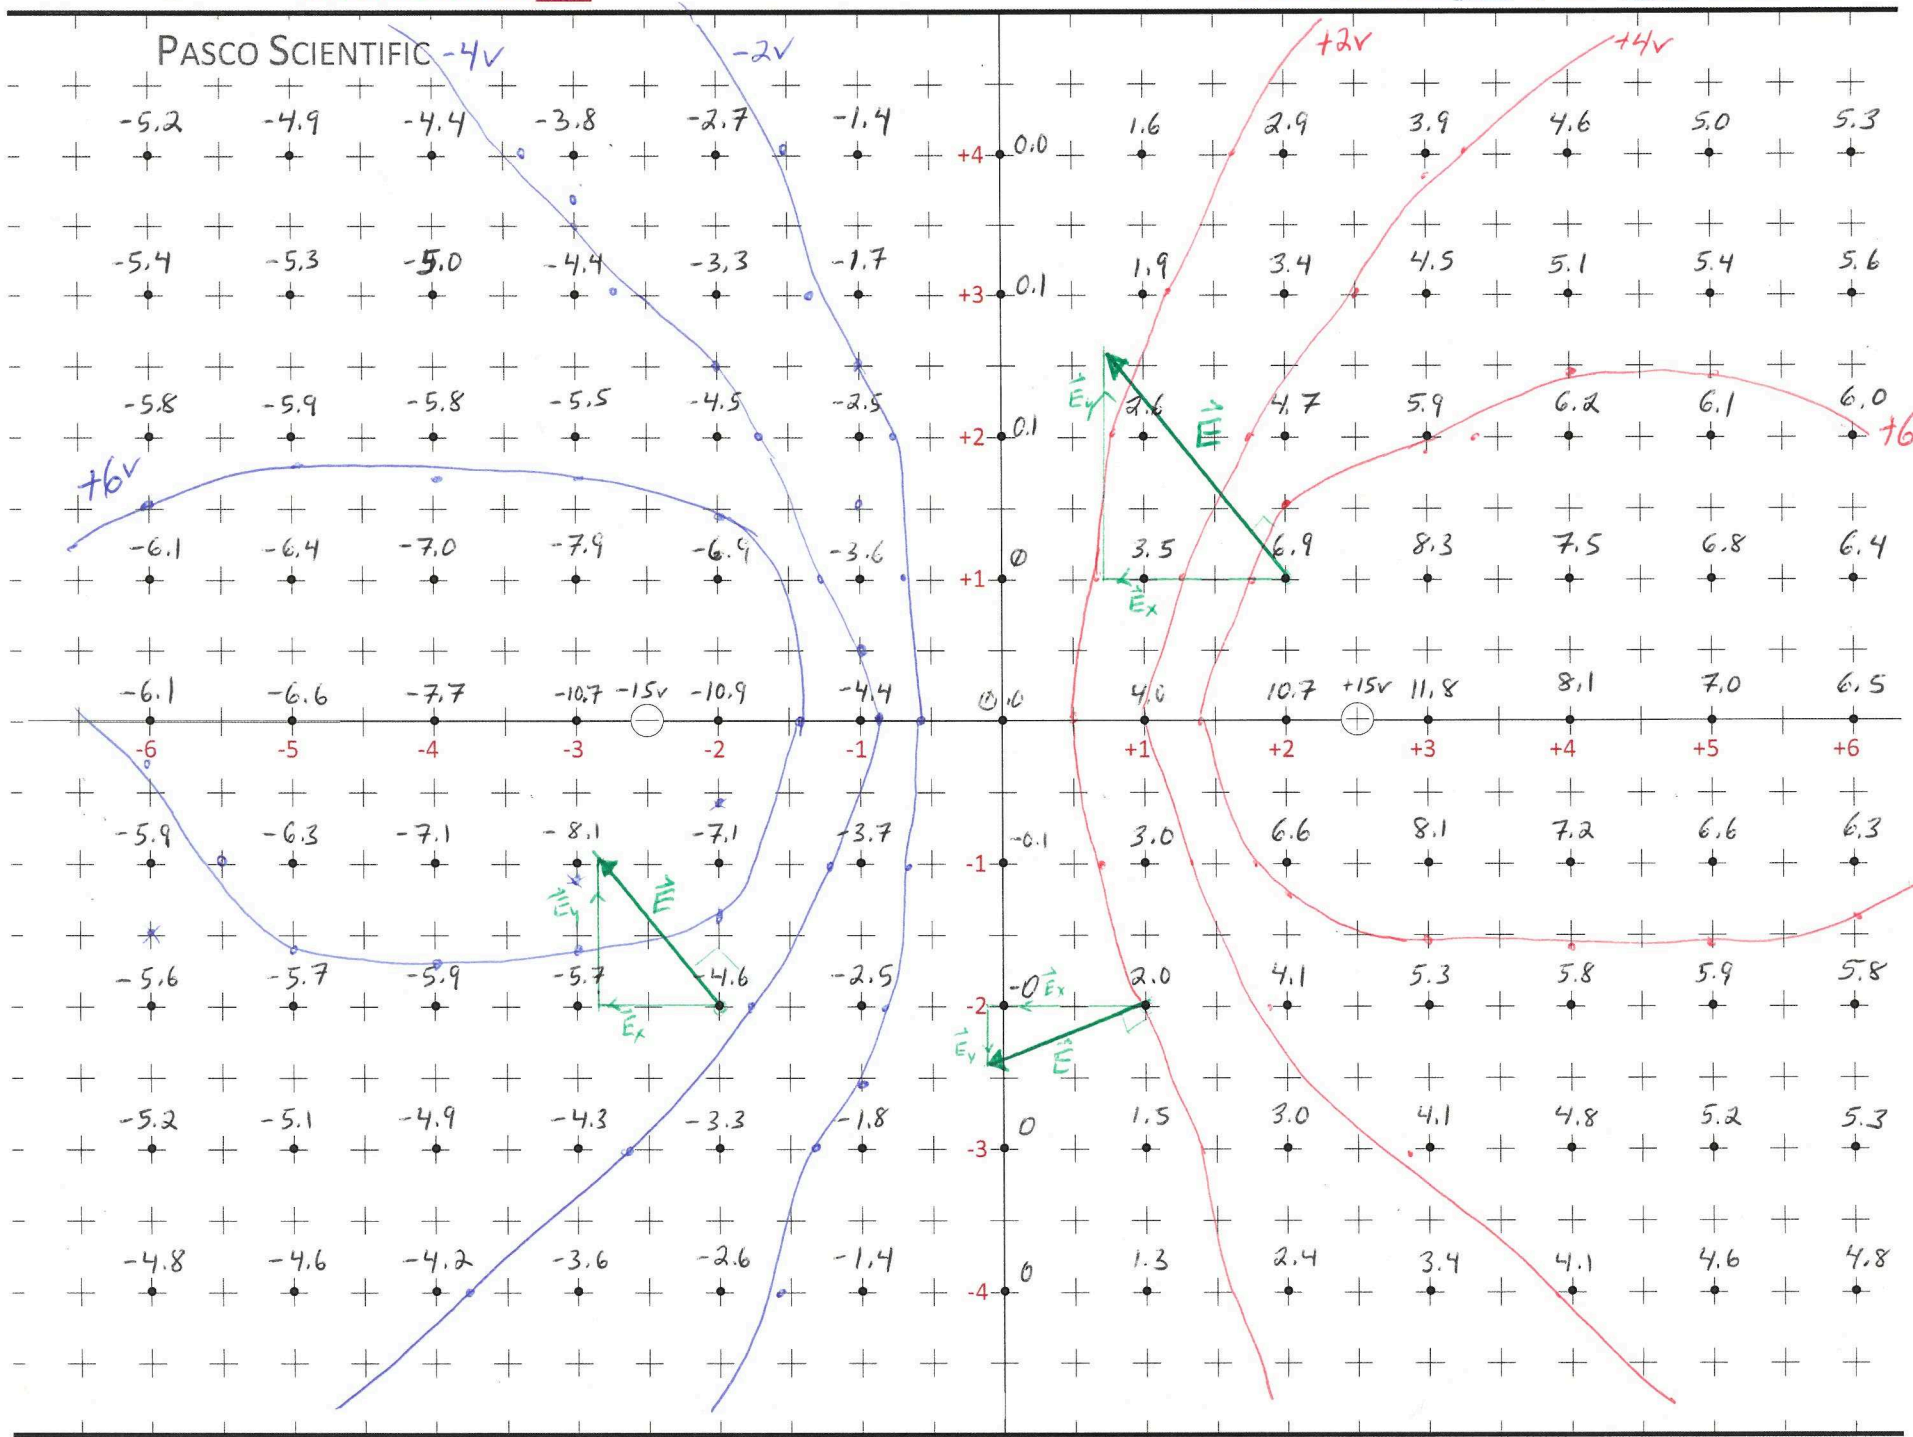 PASCO SCIENTIFIC -4v -2v +2v +4v
-5.2 -4.9 -4.4 -3.8 -2.7 -1.4 1.6 2.9 3.9 4.6 5.0 5.3
+4 0.0
-5.4 -5.3 -5.0 -4.4 -3.3 -1.7 1.9 3.4 4.5 5.1 5.4 5.6
+3 0.1
-5.8 -5.9 -5.8 -5.5 -4.5 -2.5 Ey 2.6 4.7 5.9 6.2 6.1 6.0
+2 0.1 E +6
+6v
-6.1 -6.4 -7.0 -7.9 -6.9 -3.6 0 3.5 6.9 8.3 7.5 6.8 6.4
+1 Ex
-6.1 -6.6 -7.7 -10.7 -15v -10.9 -4.4 0.0 4.0 10.7 +15v 11.8 8.1 7.0 6.5
-6 -5 -4 -3 -2 -1 +1 +2 +3 +4 +5 +6
-5.9 -6.3 -7.1 -8.1 -7.1 -3.7 -0.1 3.0 6.6 8.1 7.2 6.6 6.3
-1
Ey E
-5.6 -5.7 -5.9 -5.7 -4.6 -2.5 -0 Ex 2.0 4.1 5.3 5.8 5.9 5.8
-2
Ex Ey E
-5.2 -5.1 -4.9 -4.3 -3.3 -1.8 0 1.5 3.0 4.1 4.8 5.2 5.3
-3
-4.8 -4.6 -4.2 -3.6 -2.6 -1.4 0 1.3 2.4 3.4 4.1 4.6 4.8
-4